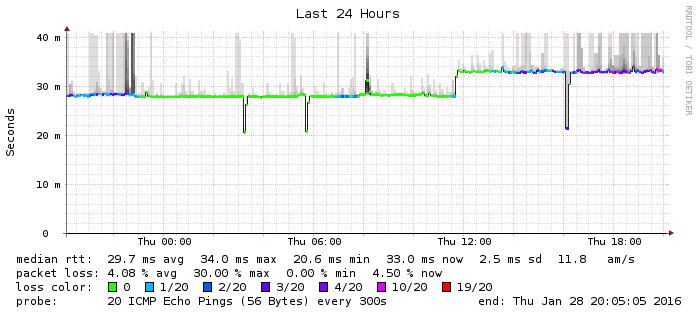 Last 24 Hours
RRDTOOL / TOBI OETIKER
Seconds
40 m
30 m
20 m
10 m
0
Thu 00:00 Thu 06:00 Thu 12:00 Thu 18:00
median rtt: 29.7 ms avg 34.0 ms max 20.6 ms min 33.0 ms now 2.5 ms sd 11.8 am/s
packet loss: 4.08 % avg 30.00 % max 0.00 % min 4.50 % now
loss color: 0 1/20 2/20 3/20 4/20 10/20 19/20
probe: 20 ICMP Echo Pings (56 Bytes) every 300s end: Thu Jan 28 20:05:05 2016